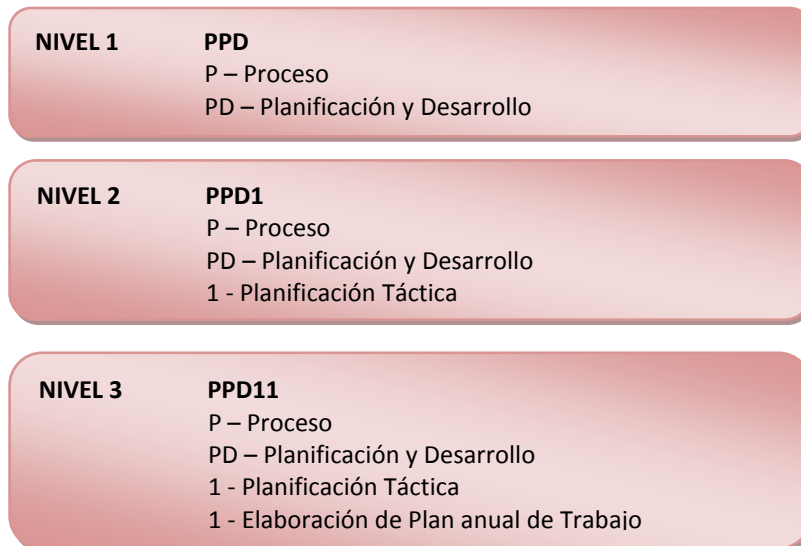 NIVEL 1 PPD
P – Proceso
PD – Planificación y Desarrollo
NIVEL 2 PPD1
P – Proceso
PD – Planificación y Desarrollo
1 - Planificación Táctica
NIVEL 3 PPD11
P – Proceso
PD – Planificación y Desarrollo
1 - Planificación Táctica
1 - Elaboración de Plan anual de Trabajo